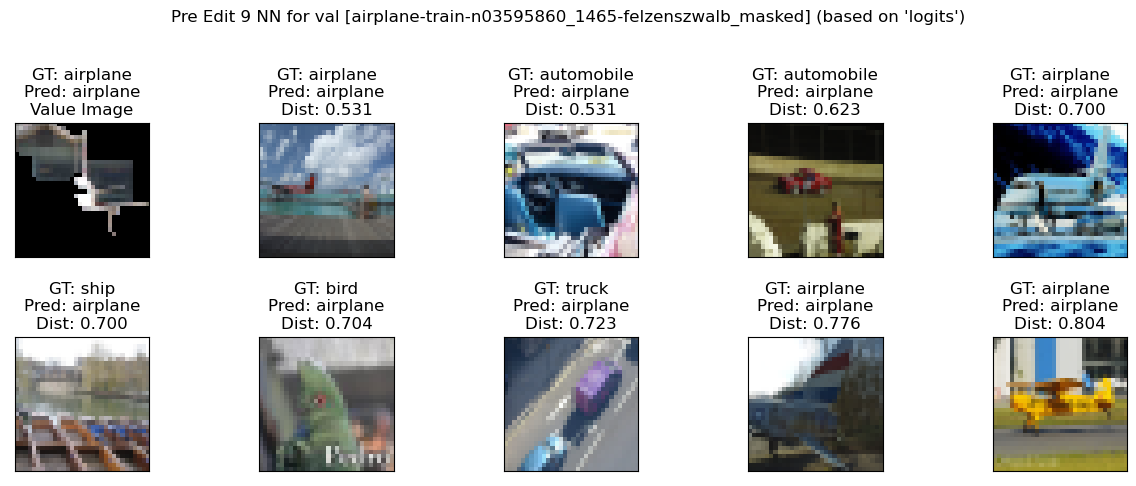 Pre Edit 9 NN for val [airplane-train-n03595860_1465-felzenszwalb_masked] (based on 'logits')
GT: airplane
Pred: airplane
Value Image
GT: airplane
Pred: airplane
Dist: 0.531
GT: automobile
Pred: airplane
Dist: 0.531
GT: automobile
Pred: airplane
Dist: 0.623
GT: airplane
Pred: airplane
Dist: 0.700
GT: ship
Pred: airplane
Dist: 0.700
GT: bird
Pred: airplane
Dist: 0.704
GT: truck
Pred: airplane
Dist: 0.723
GT: airplane
Pred: airplane
Dist: 0.776
GT: airplane
Pred: airplane
Dist: 0.804